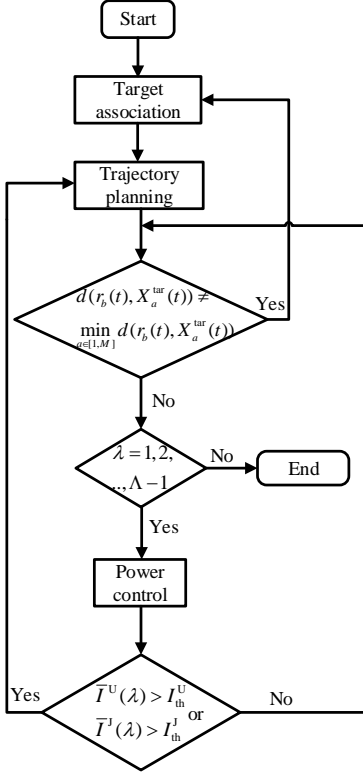 Start
Target
association
Trajectory
planning
d(r_b(t), X_a^tar(t)) ≠
min_{a∈[1,M]} d(r_b(t), X_a^tar(t))
Yes
No
λ = 1, 2,
.., Λ − 1
No
End
Yes
Power
control
Yes
I̅^U(λ) > I_th^U
or
I̅^J(λ) > I_th^J
No